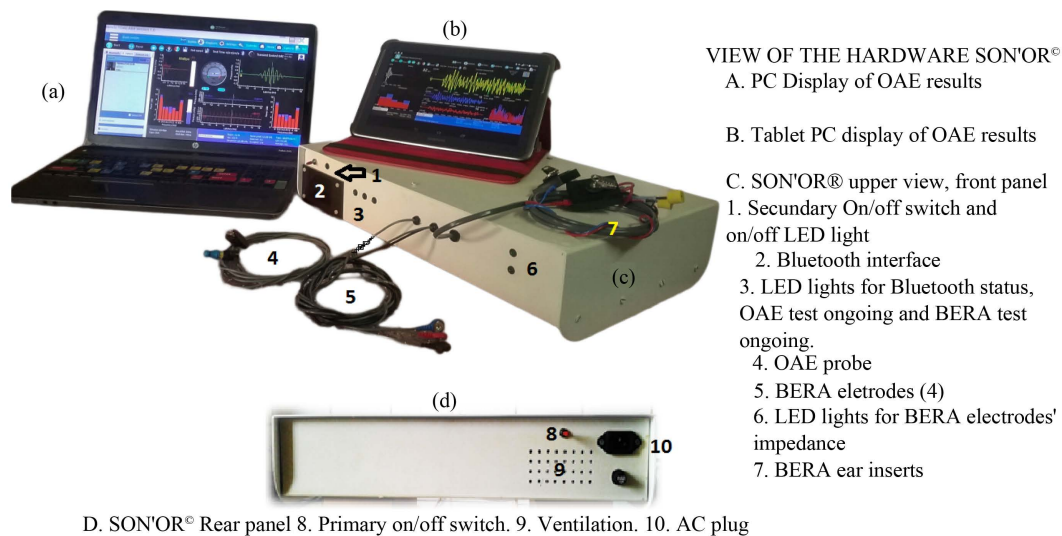 (b)
(a)
1
2
3
4
5
6
7
(c)
VIEW OF THE HARDWARE SON'OR©
A. PC Display of OAE results
B. Tablet PC display of OAE results
C. SON'OR® upper view, front panel
1. Secundary On/off switch and
on/off LED light
2. Bluetooth interface
3. LED lights for Bluetooth status,
OAE test ongoing and BERA test
ongoing.
4. OAE probe
5. BERA eletrodes (4)
6. LED lights for BERA electrodes'
impedance
7. BERA ear inserts
(d)
8
9
10
D. SON'OR© Rear panel 8. Primary on/off switch. 9. Ventilation. 10. AC plug